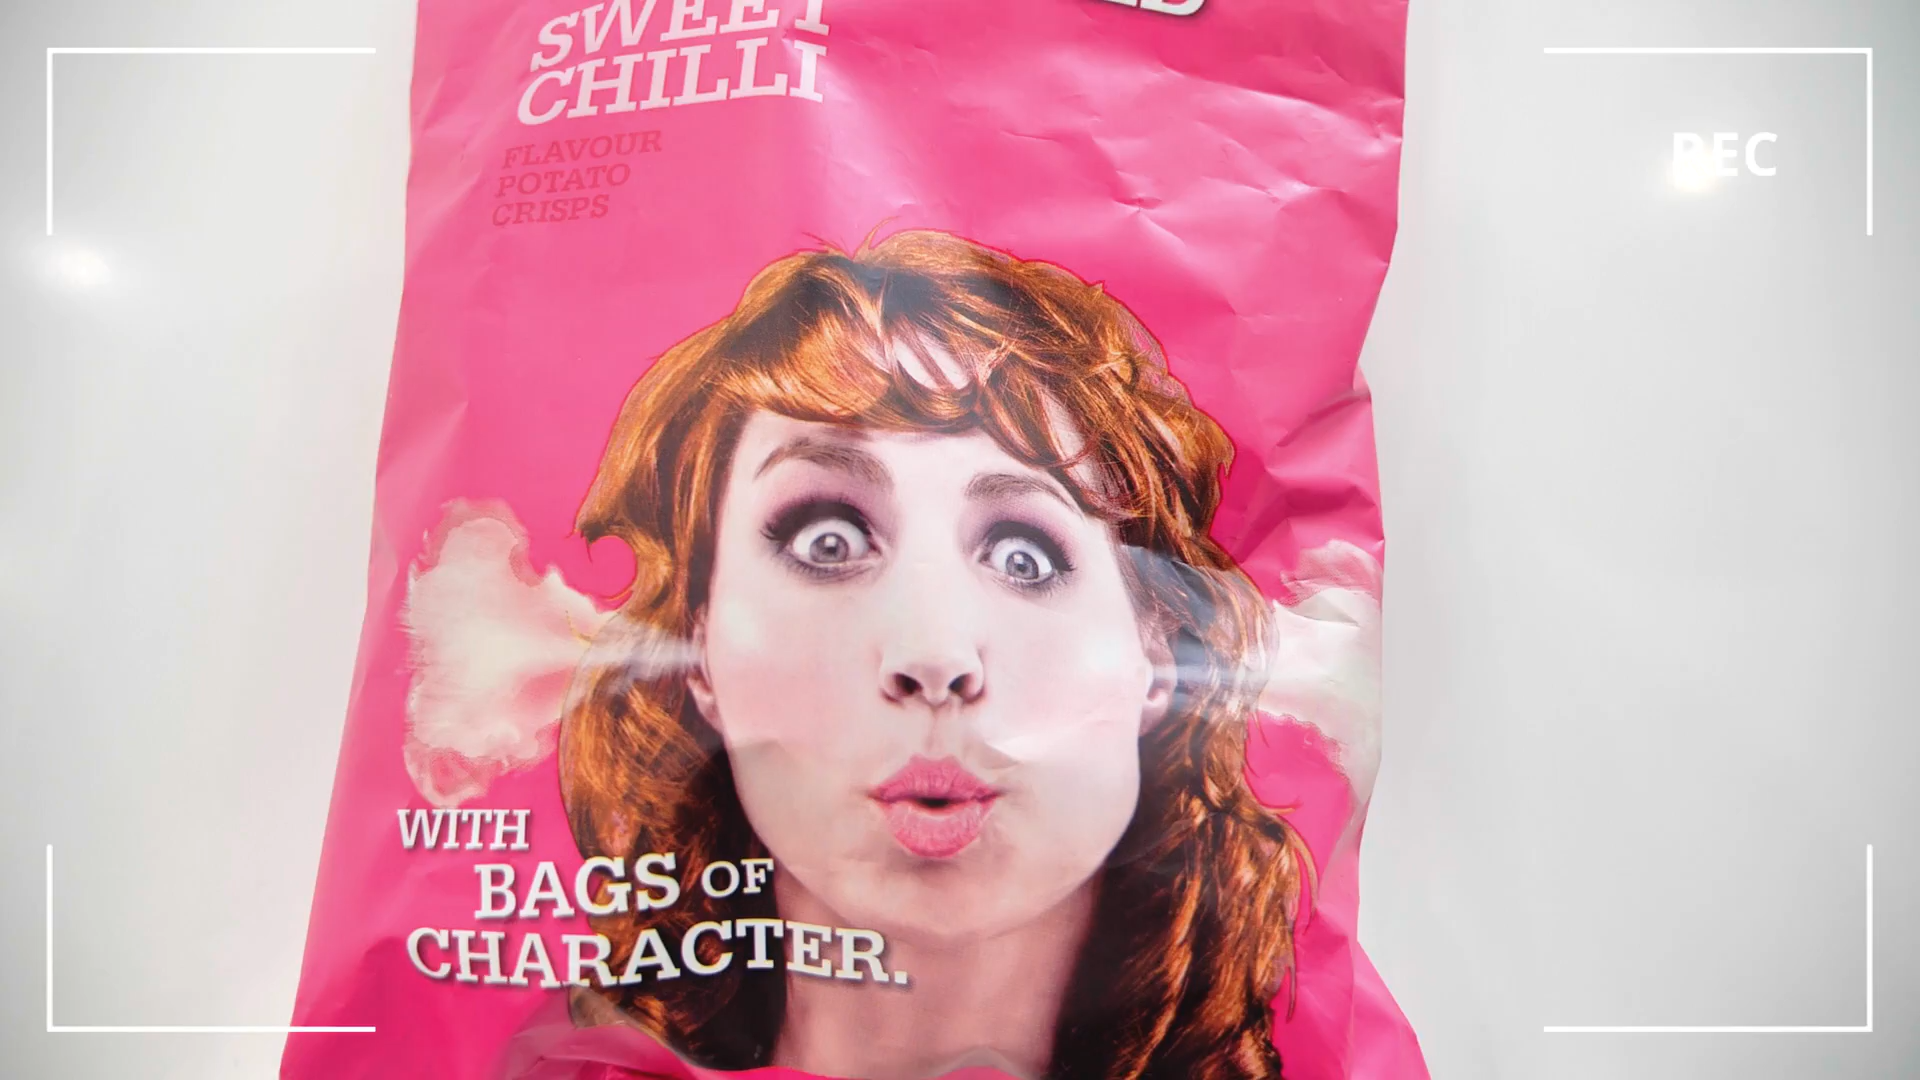 SWEET
CHILLI
FLAVOUR
POTATO
CRISPS
REC
WITH
BAGS OF
CHARACTER.